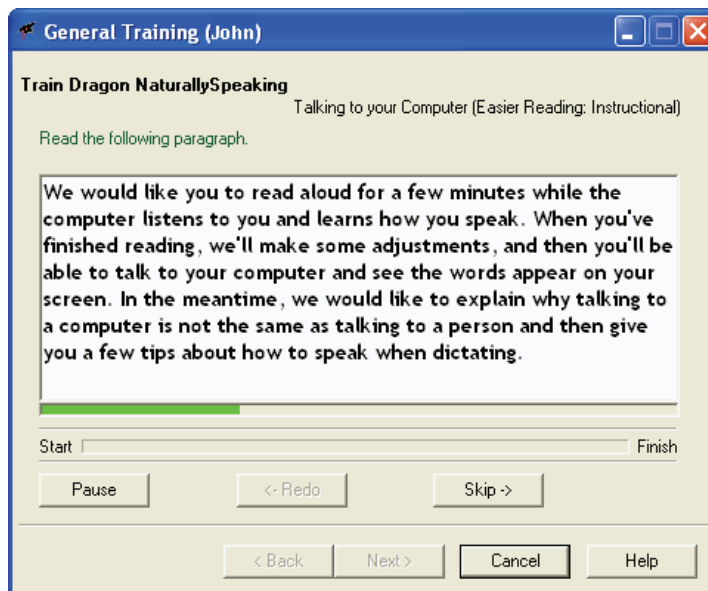 General Training (John)
Train Dragon NaturallySpeaking
Talking to your Computer (Easier Reading: Instructional)
Read the following paragraph.
We would like you to read aloud for a few minutes while the
computer listens to you and learns how you speak. When you've
finished reading, we'll make some adjustments, and then you'll be
able to talk to your computer and see the words appear on your
screen. In the meantime, we would like to explain why talking to
a computer is not the same as talking to a person and then give
you a few tips about how to speak when dictating.
Start Finish
Pause <- Redo Skip ->
< Back Next > Cancel Help